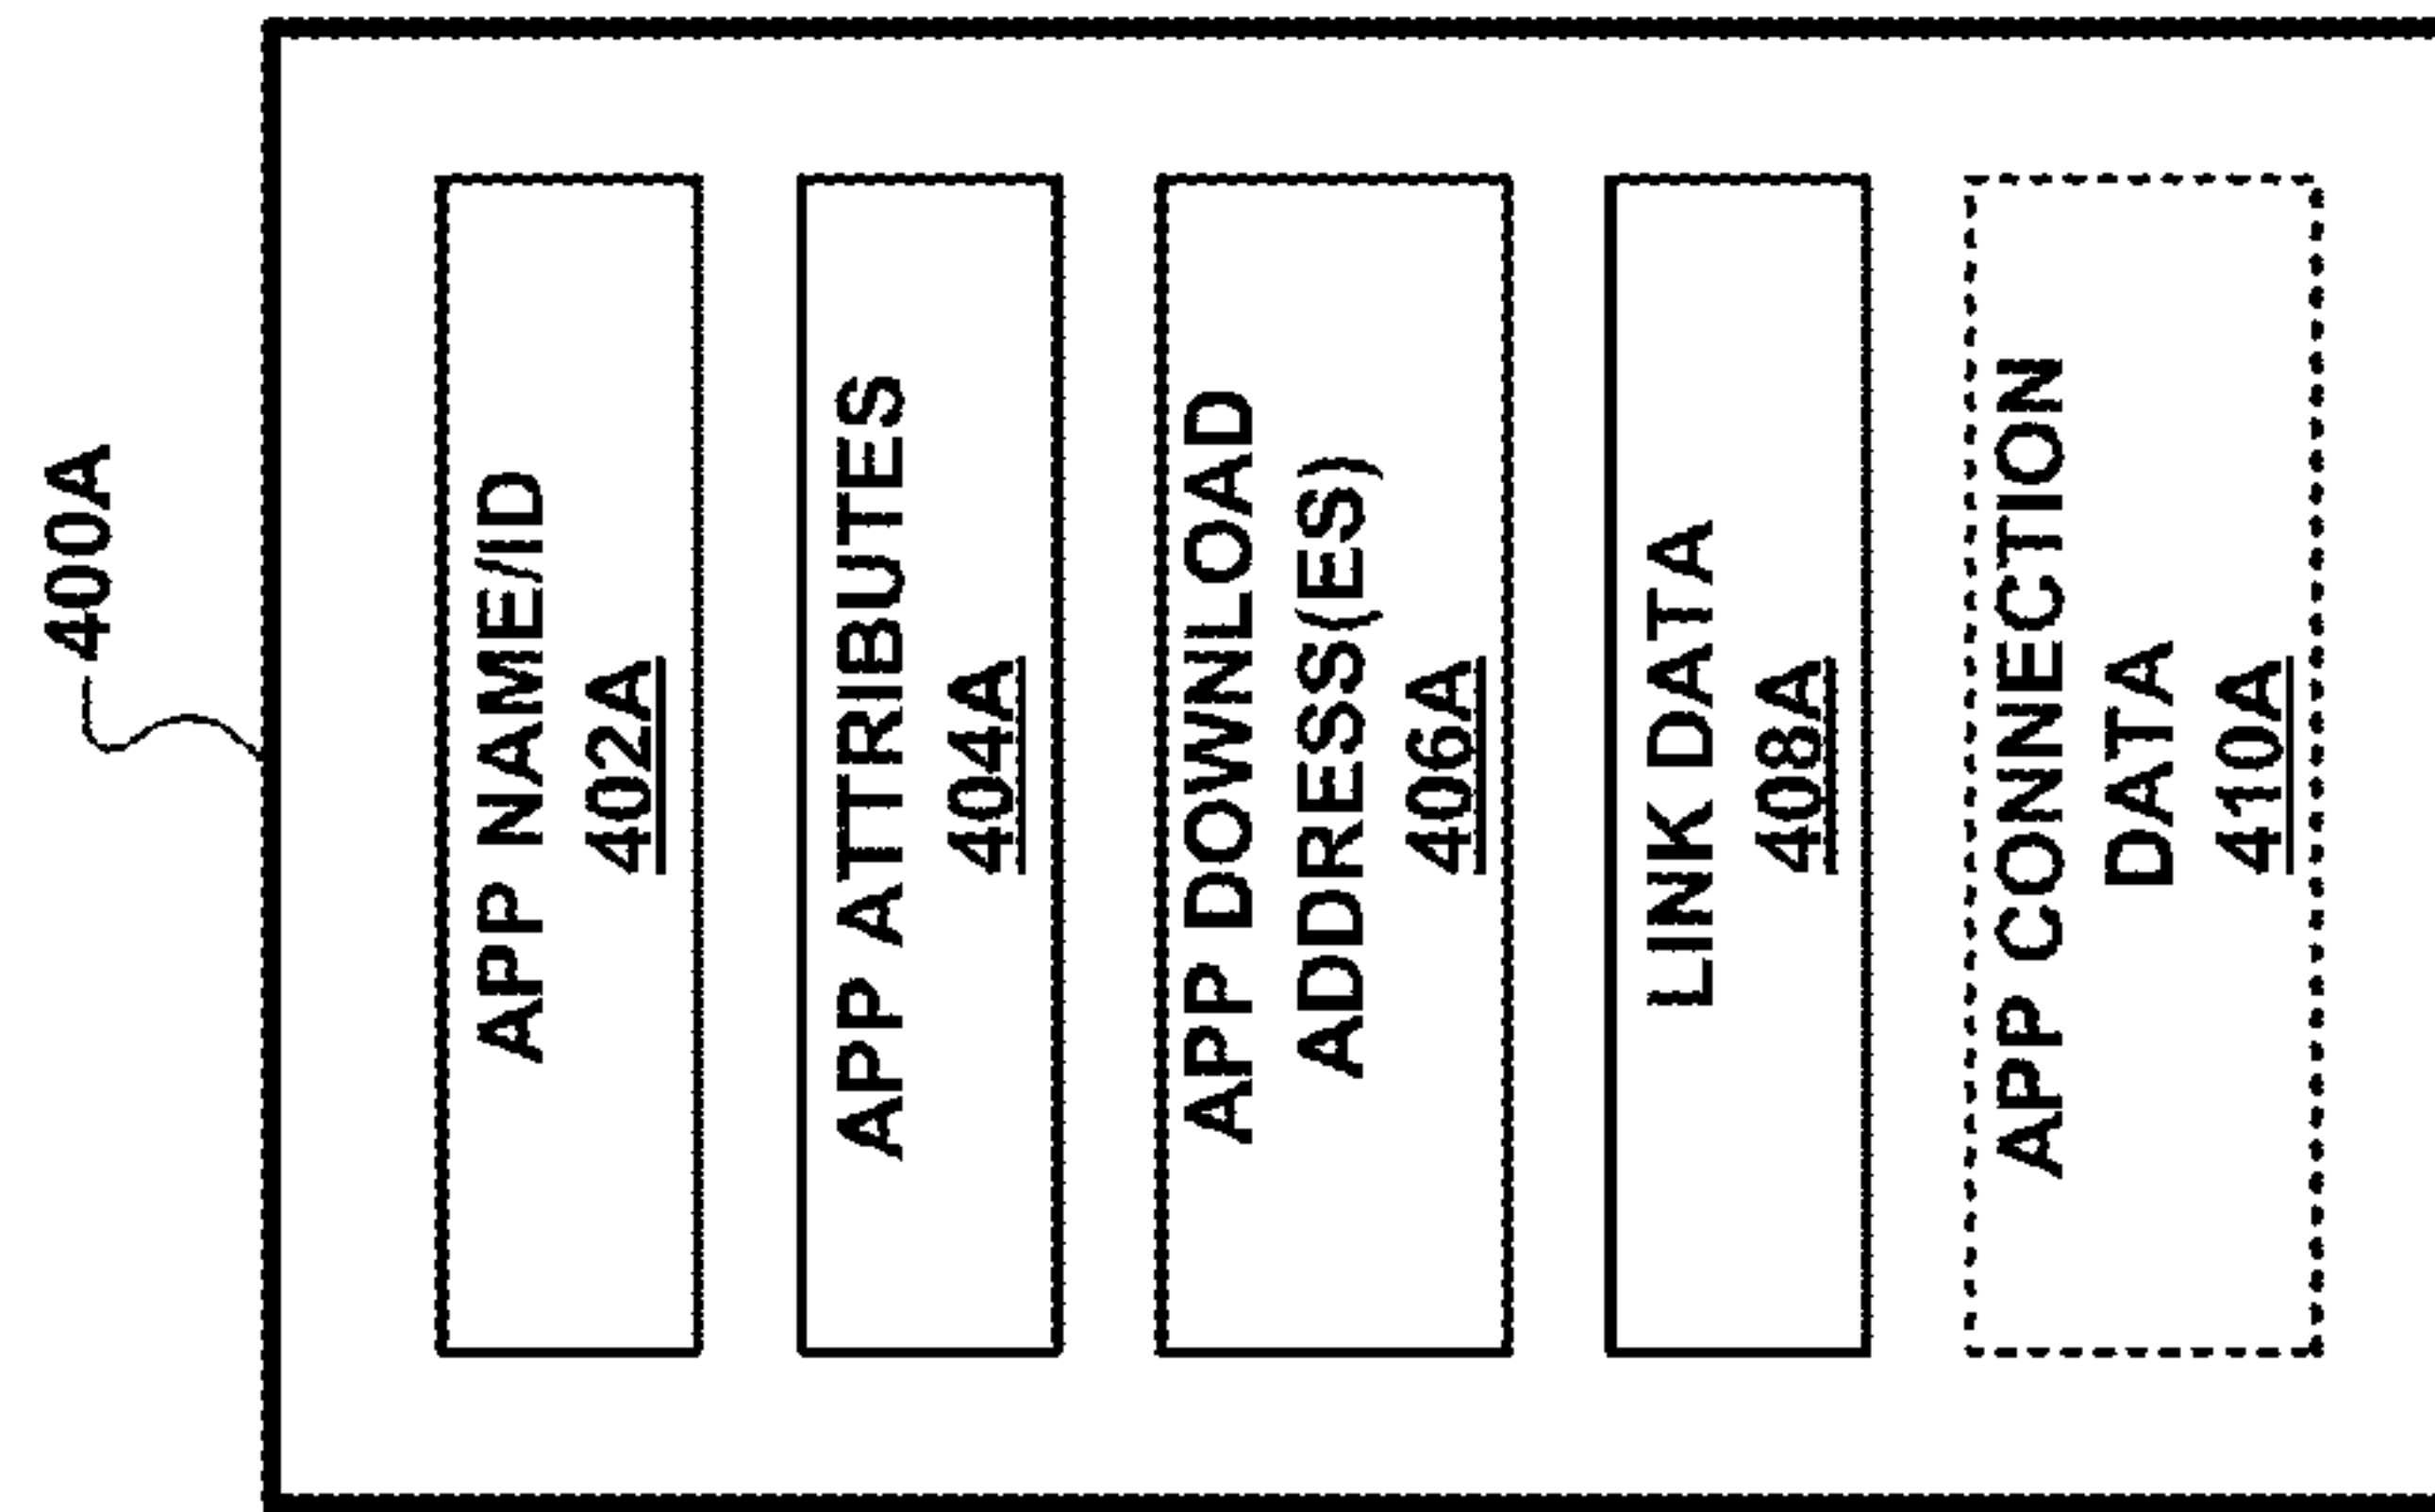 400A
APP NAME/ID
402A
APP ATTRIBUTES
404A
APP DOWNLOAD
ADDRESS(ES)
406A
LINK DATA
408A
APP CONNECTION
DATA
410A